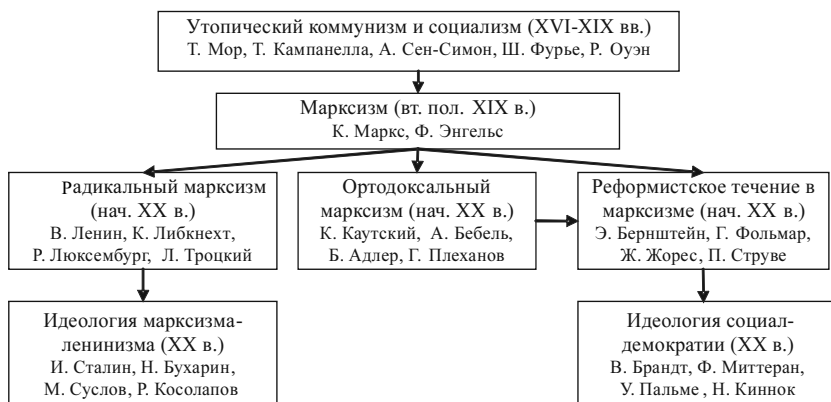 Утопический коммунизм и социализм (XVI-XIX вв.)
Т. Мор, Т. Кампанелла, А. Сен-Симон, Ш. Фурье, Р. Оуэн
Марксизм (вт. пол. XIX в.)
К. Маркс, Ф. Энгельс
Радикальный марксизм
(нач. XX в.)
В. Ленин, К. Либкнехт,
Р. Люксембург, Л. Троцкий
Ортодоксальный
марксизм (нач. XX в.)
К. Каутский, А. Бебель,
Б. Адлер, Г. Плеханов
Реформистское течение в
марксизме (нач. XX в.)
Э. Бернштейн, Г. Фольмар,
Ж. Жорес, П. Струве
Идеология марксизма-
ленинизма (XX в.)
И. Сталин, Н. Бухарин,
М. Суслов, Р. Косолапов
Идеология социал-
демократии (XX в.)
В. Брандт, Ф. Миттеран,
У. Пальме, Н. Киннок